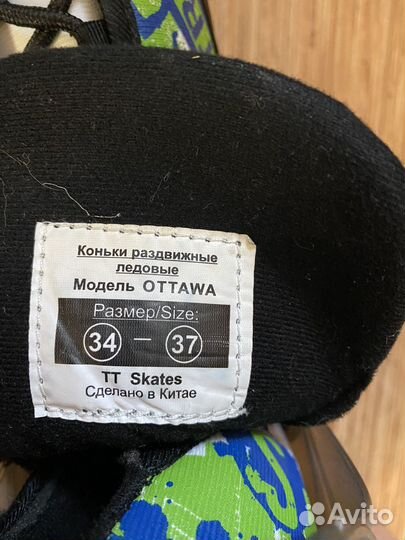 Коньки раздвижные
ледовые
Модель OTTAWA
Размер/Size:
34 — 37
TT Skates
Сделано в Китае
Avito